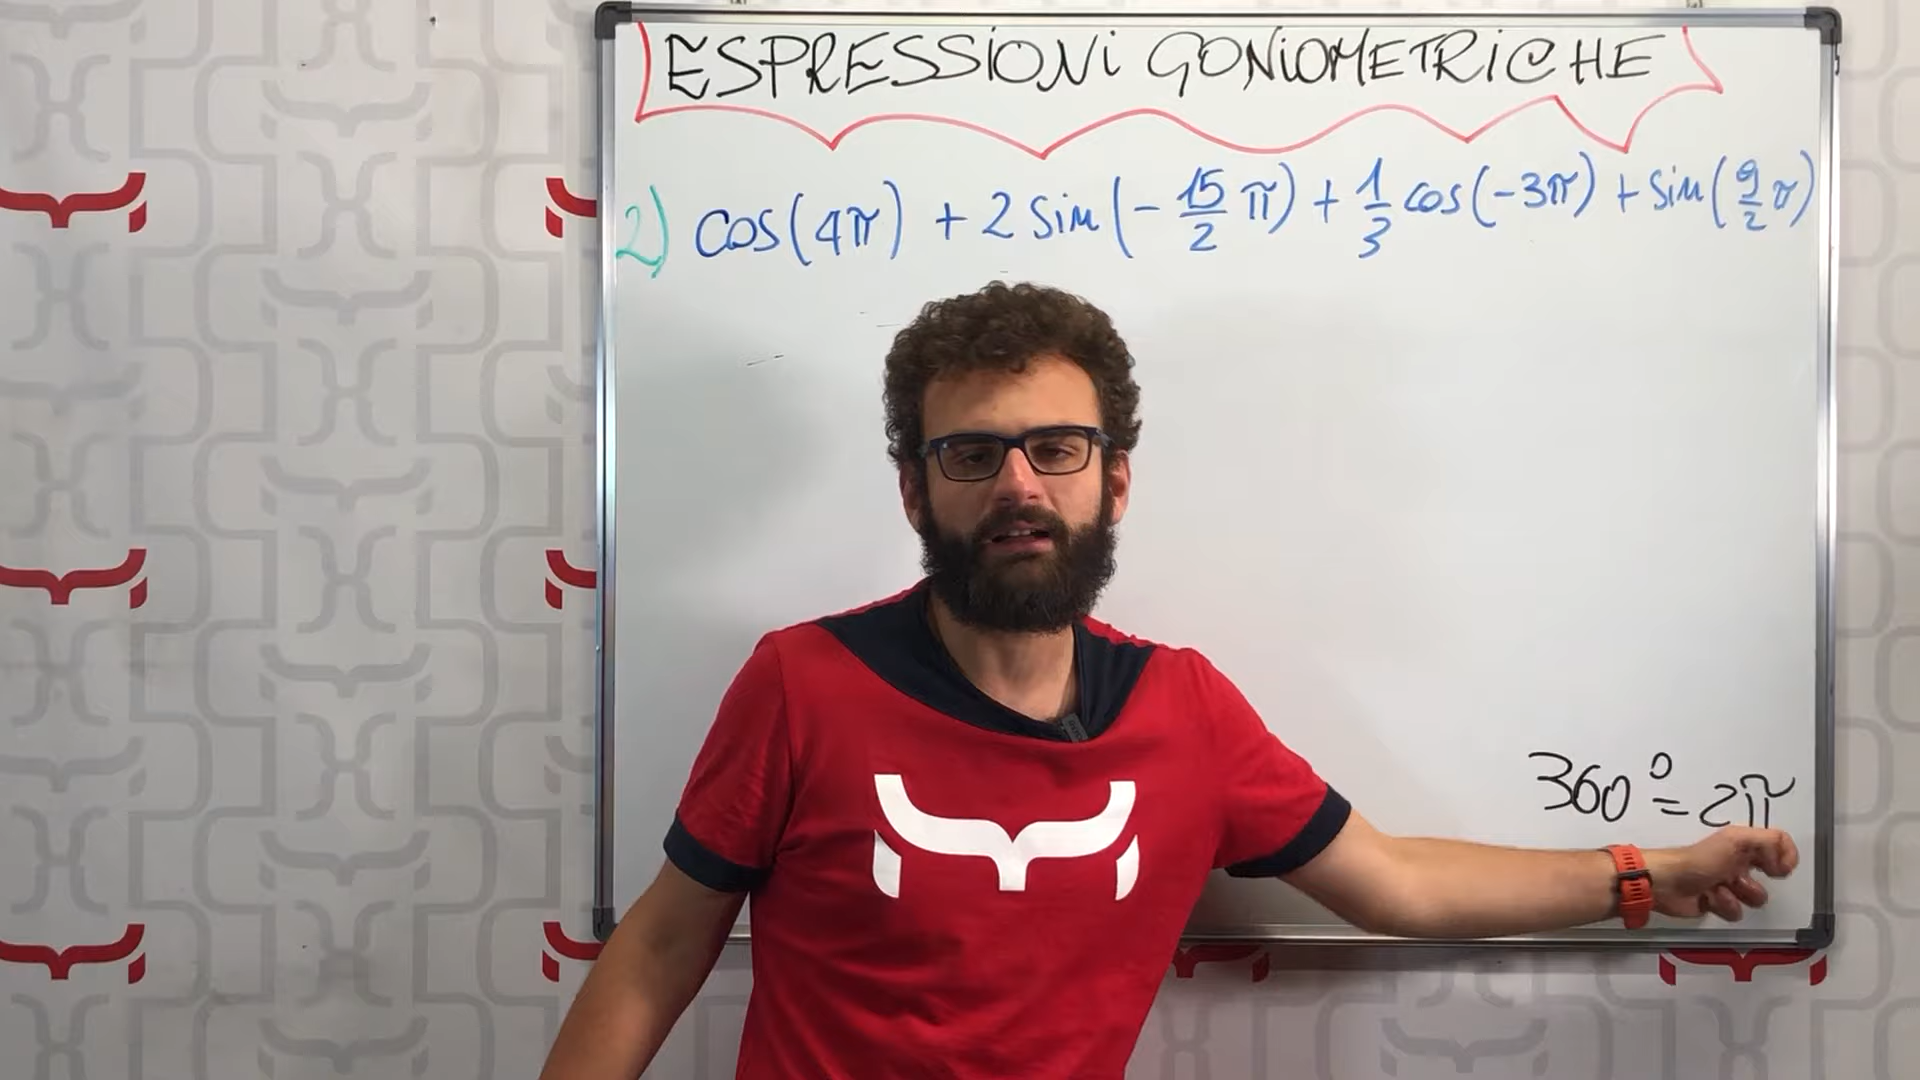 ESPRESSIONI GONIOMETRICHE
2) cos(4π) + 2 sin(-15/2 π) + 1/3 cos(-3π) + sin(9/2 π)
360° = 2π